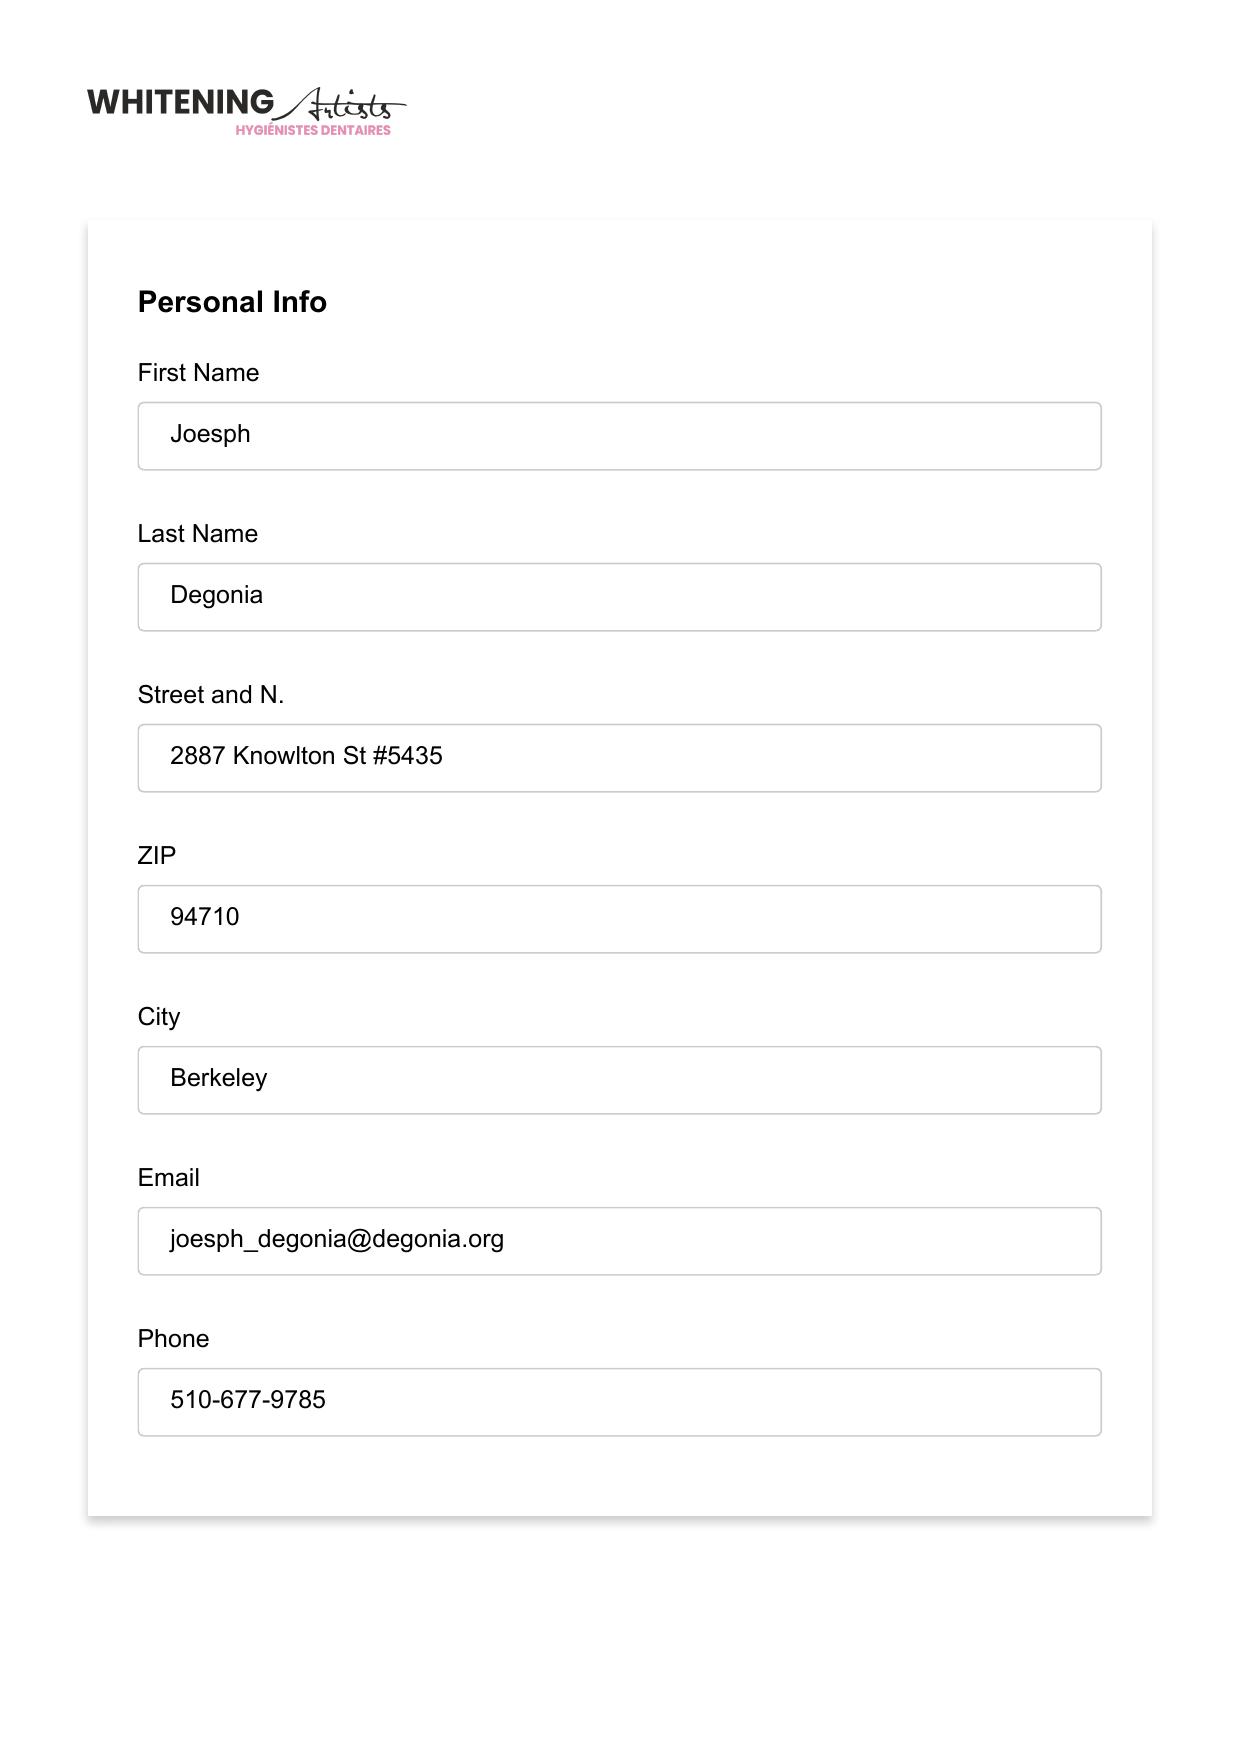 WHITENING Artists
HYGIÉNISTES DENTAIRES
Personal Info
First Name
Joesph
Last Name
Degonia
Street and N.
2887 Knowlton St #5435
ZIP
94710
City
Berkeley
Email
joesph_degonia@degonia.org
Phone
510-677-9785